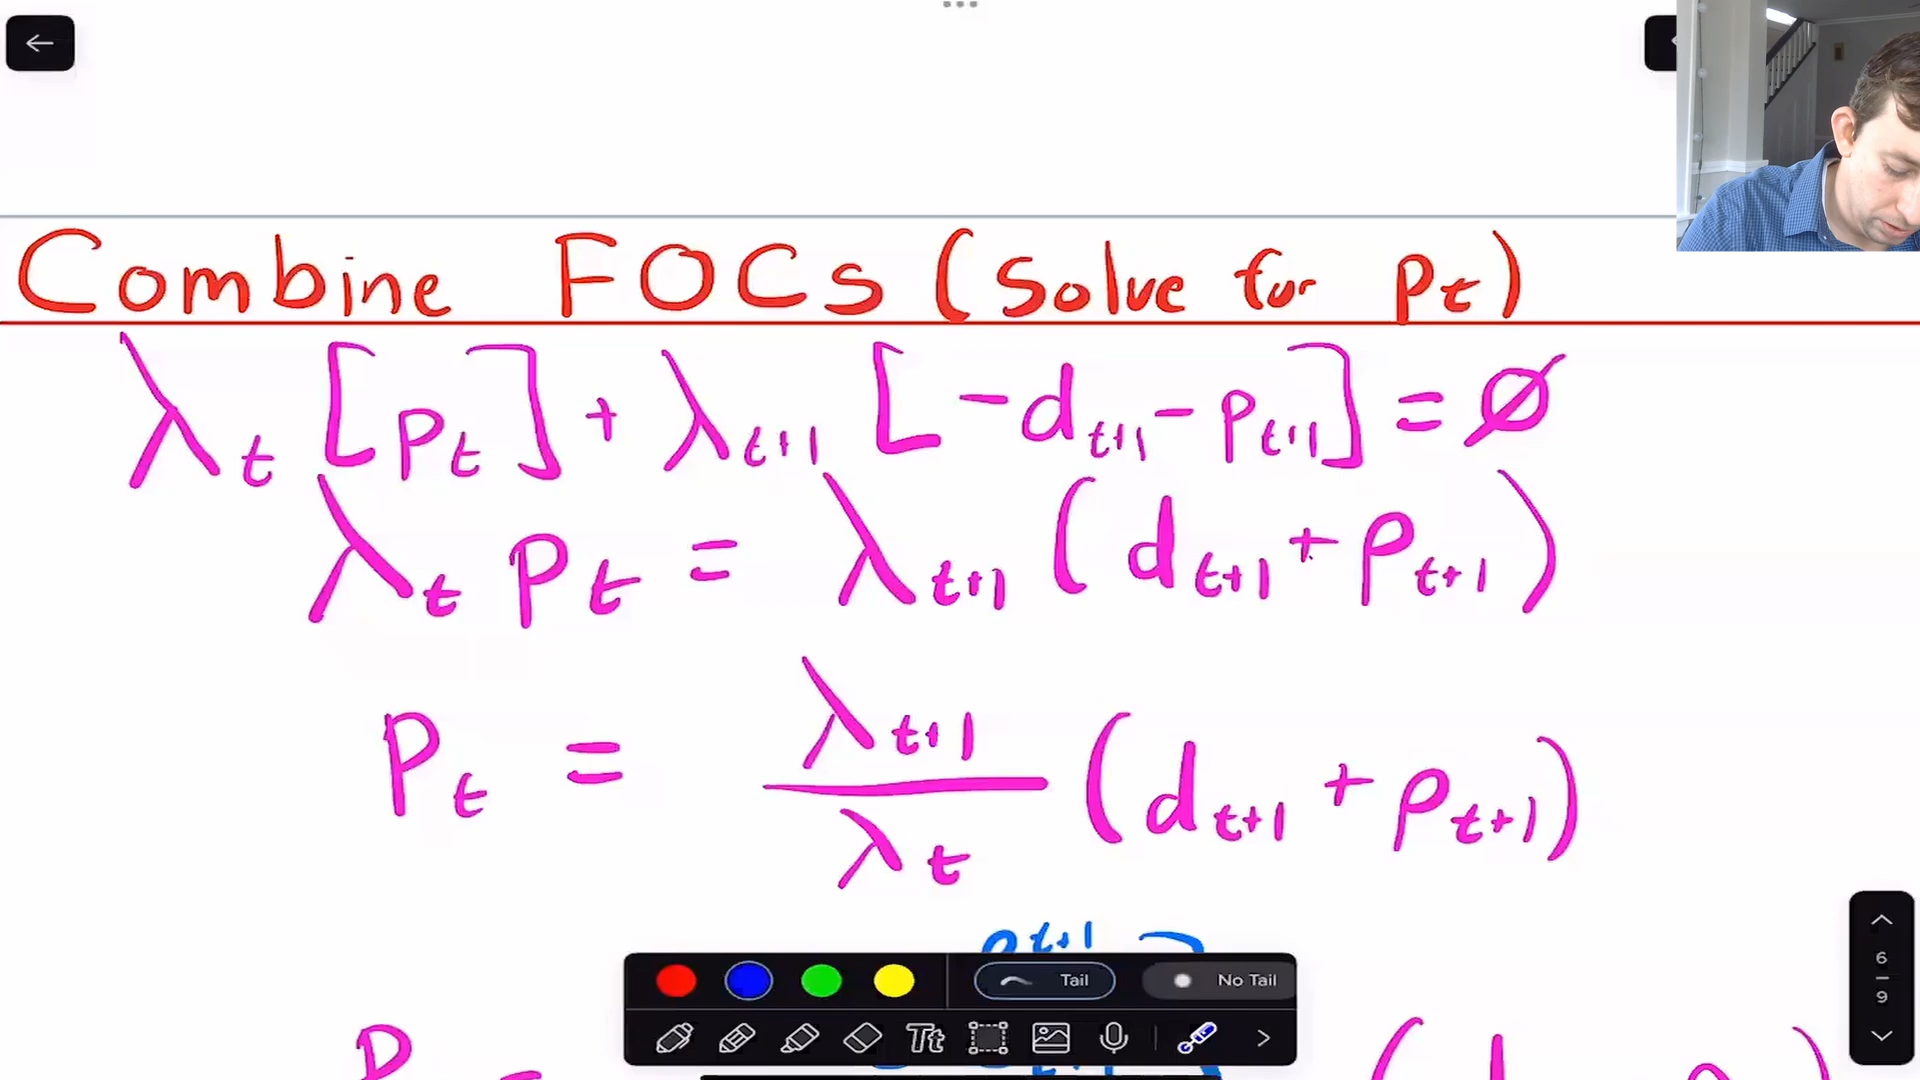 Combine FOCs (Solve for pₜ)
λₜ [pₜ] + λₜ₊₁ [-dₜ₊₁ - pₜ₊₁] = ∅
λₜ pₜ = λₜ₊₁ (dₜ₊₁ + pₜ₊₁)
Pₜ = λₜ₊₁ / λₜ (dₜ₊₁ + pₜ₊₁)
Tail
No Tail
Tt
6
9